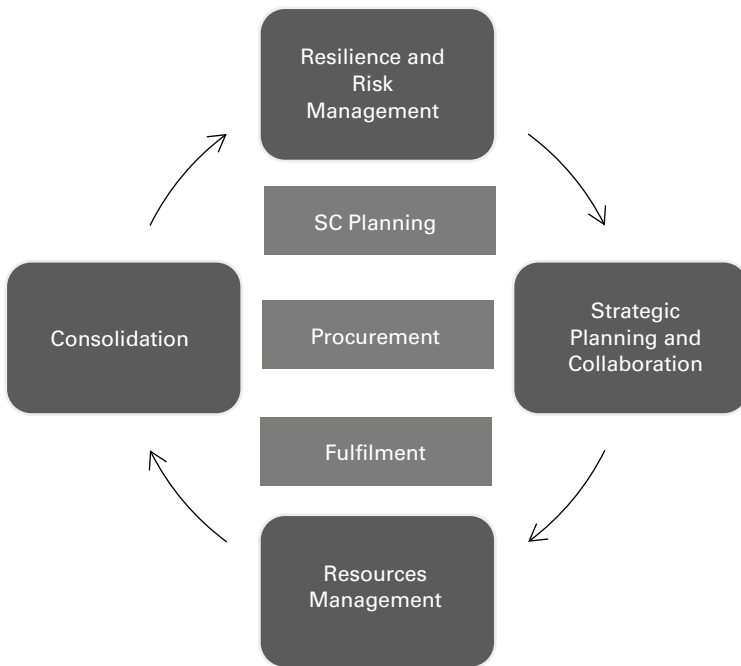 Resilience and
Risk
Management
SC Planning
Consolidation
Procurement
Strategic
Planning and
Collaboration
Fulfilment
Resources
Management